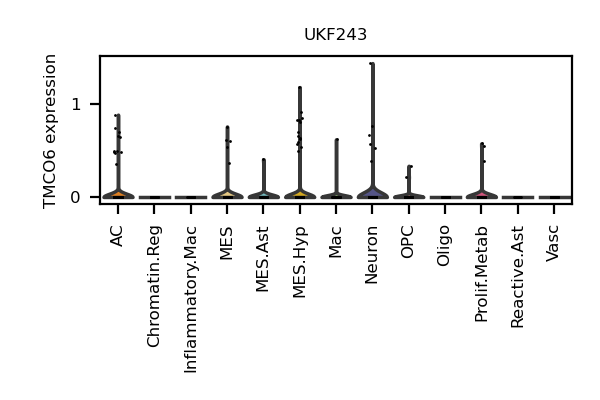 UKF243
TMCO6 expression
1
0
AC
Chromatin.Reg
Inflammatory.Mac
MES
MES.Ast
MES.Hyp
Mac
Neuron
OPC
Oligo
Prolif.Metab
Reactive.Ast
Vasc